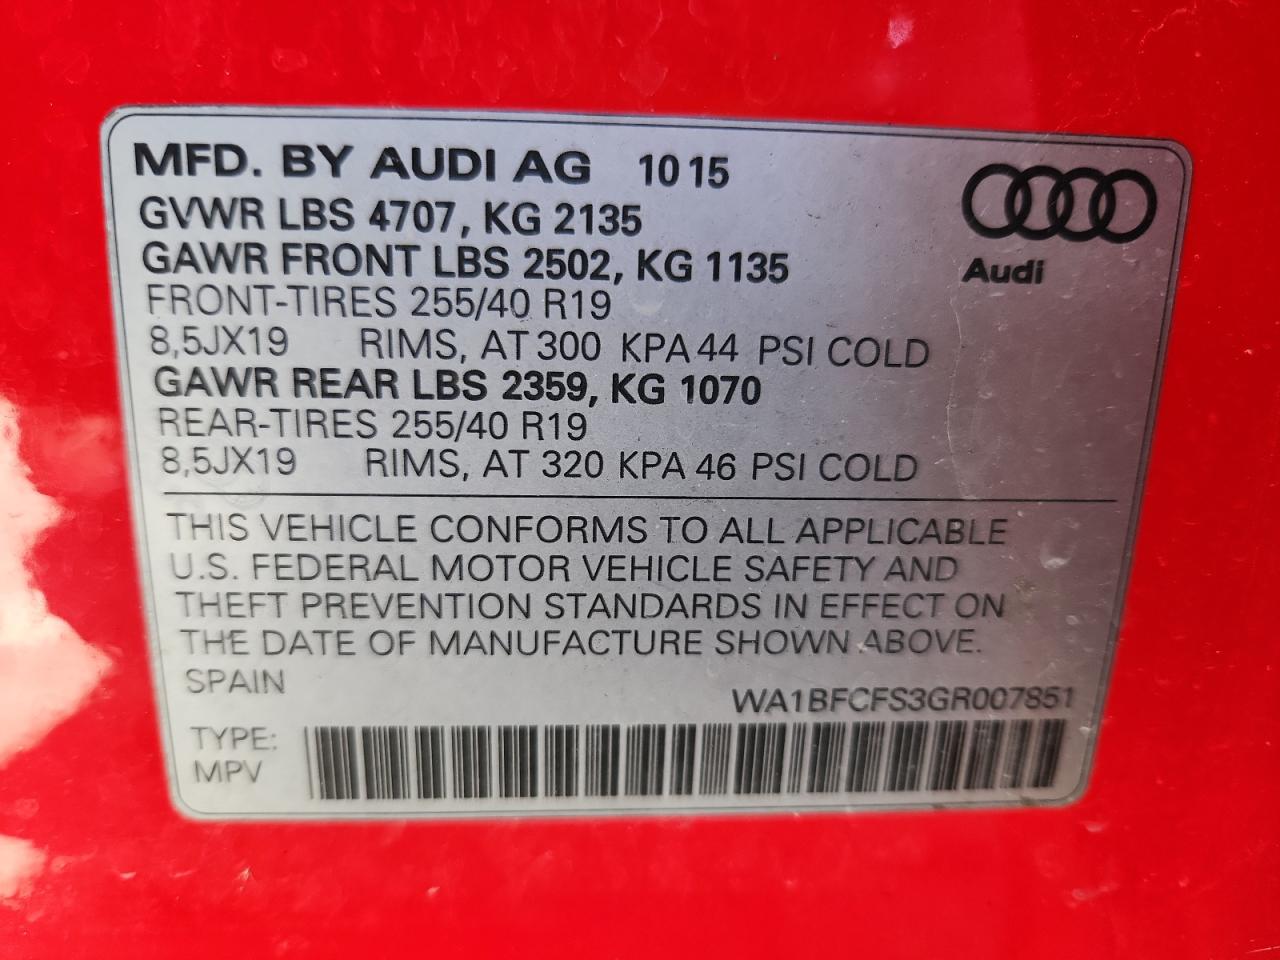 MFD. BY AUDI AG 10 15
GVWR LBS 4707, KG 2135
GAWR FRONT LBS 2502, KG 1135
FRONT-TIRES 255/40 R19
8,5JX19 RIMS, AT 300 KPA 44 PSI COLD
GAWR REAR LBS 2359, KG 1070
REAR-TIRES 255/40 R19
8,5JX19 RIMS, AT 320 KPA 46 PSI COLD
Audi
THIS VEHICLE CONFORMS TO ALL APPLICABLE
U.S. FEDERAL MOTOR VEHICLE SAFETY AND
THEFT PREVENTION STANDARDS IN EFFECT ON
THE DATE OF MANUFACTURE SHOWN ABOVE.
SPAIN
WA1BFCFS3GR007851
TYPE:
MPV